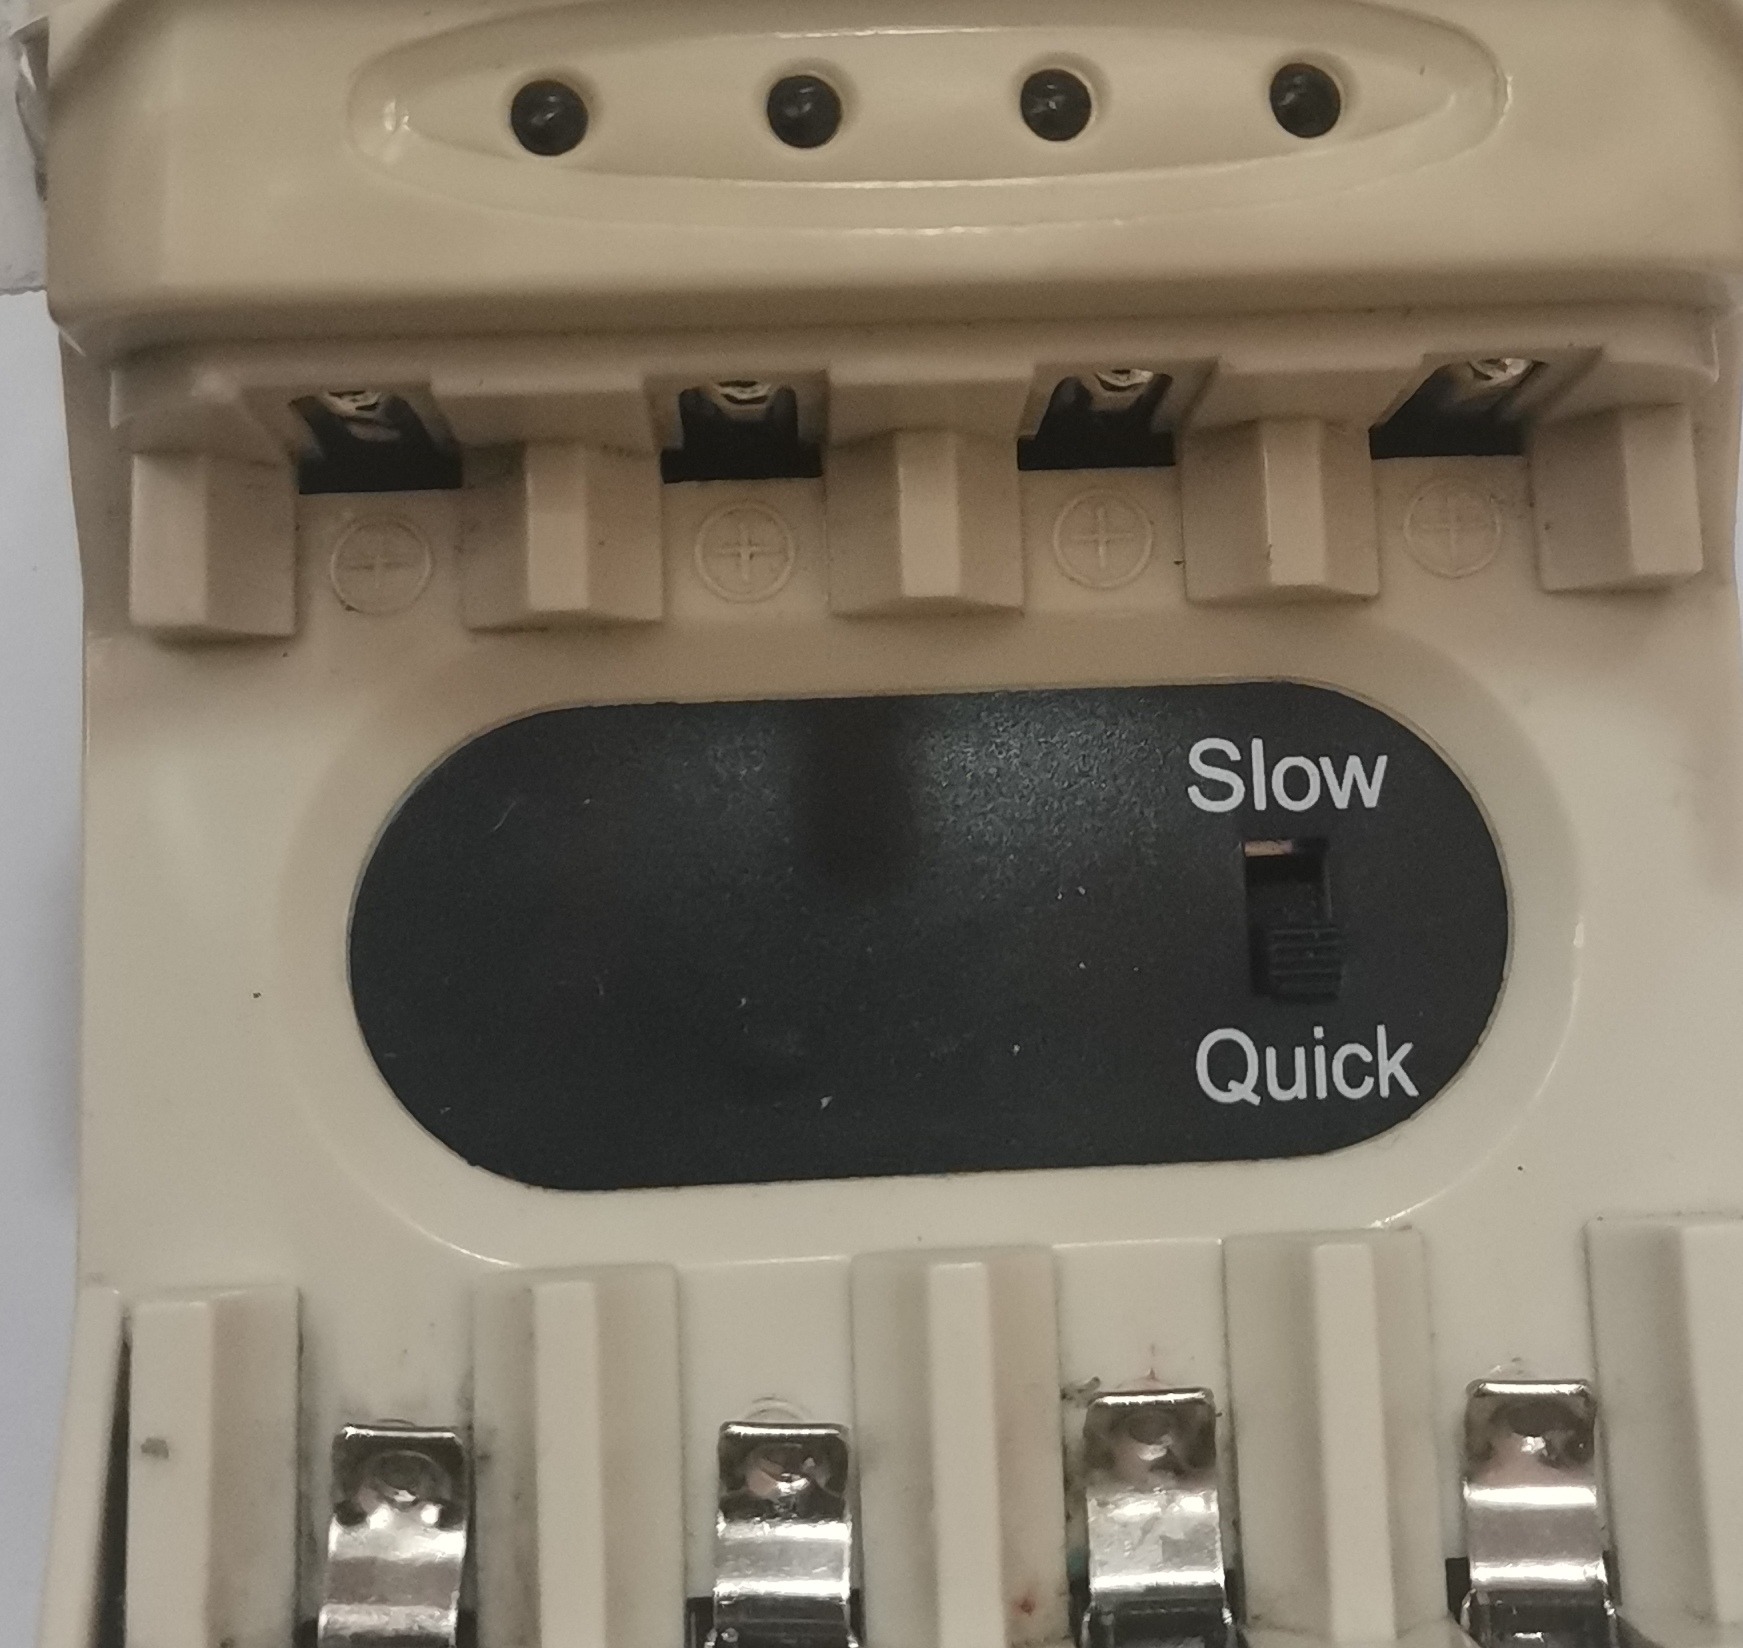 + + + +
Slow
Quick